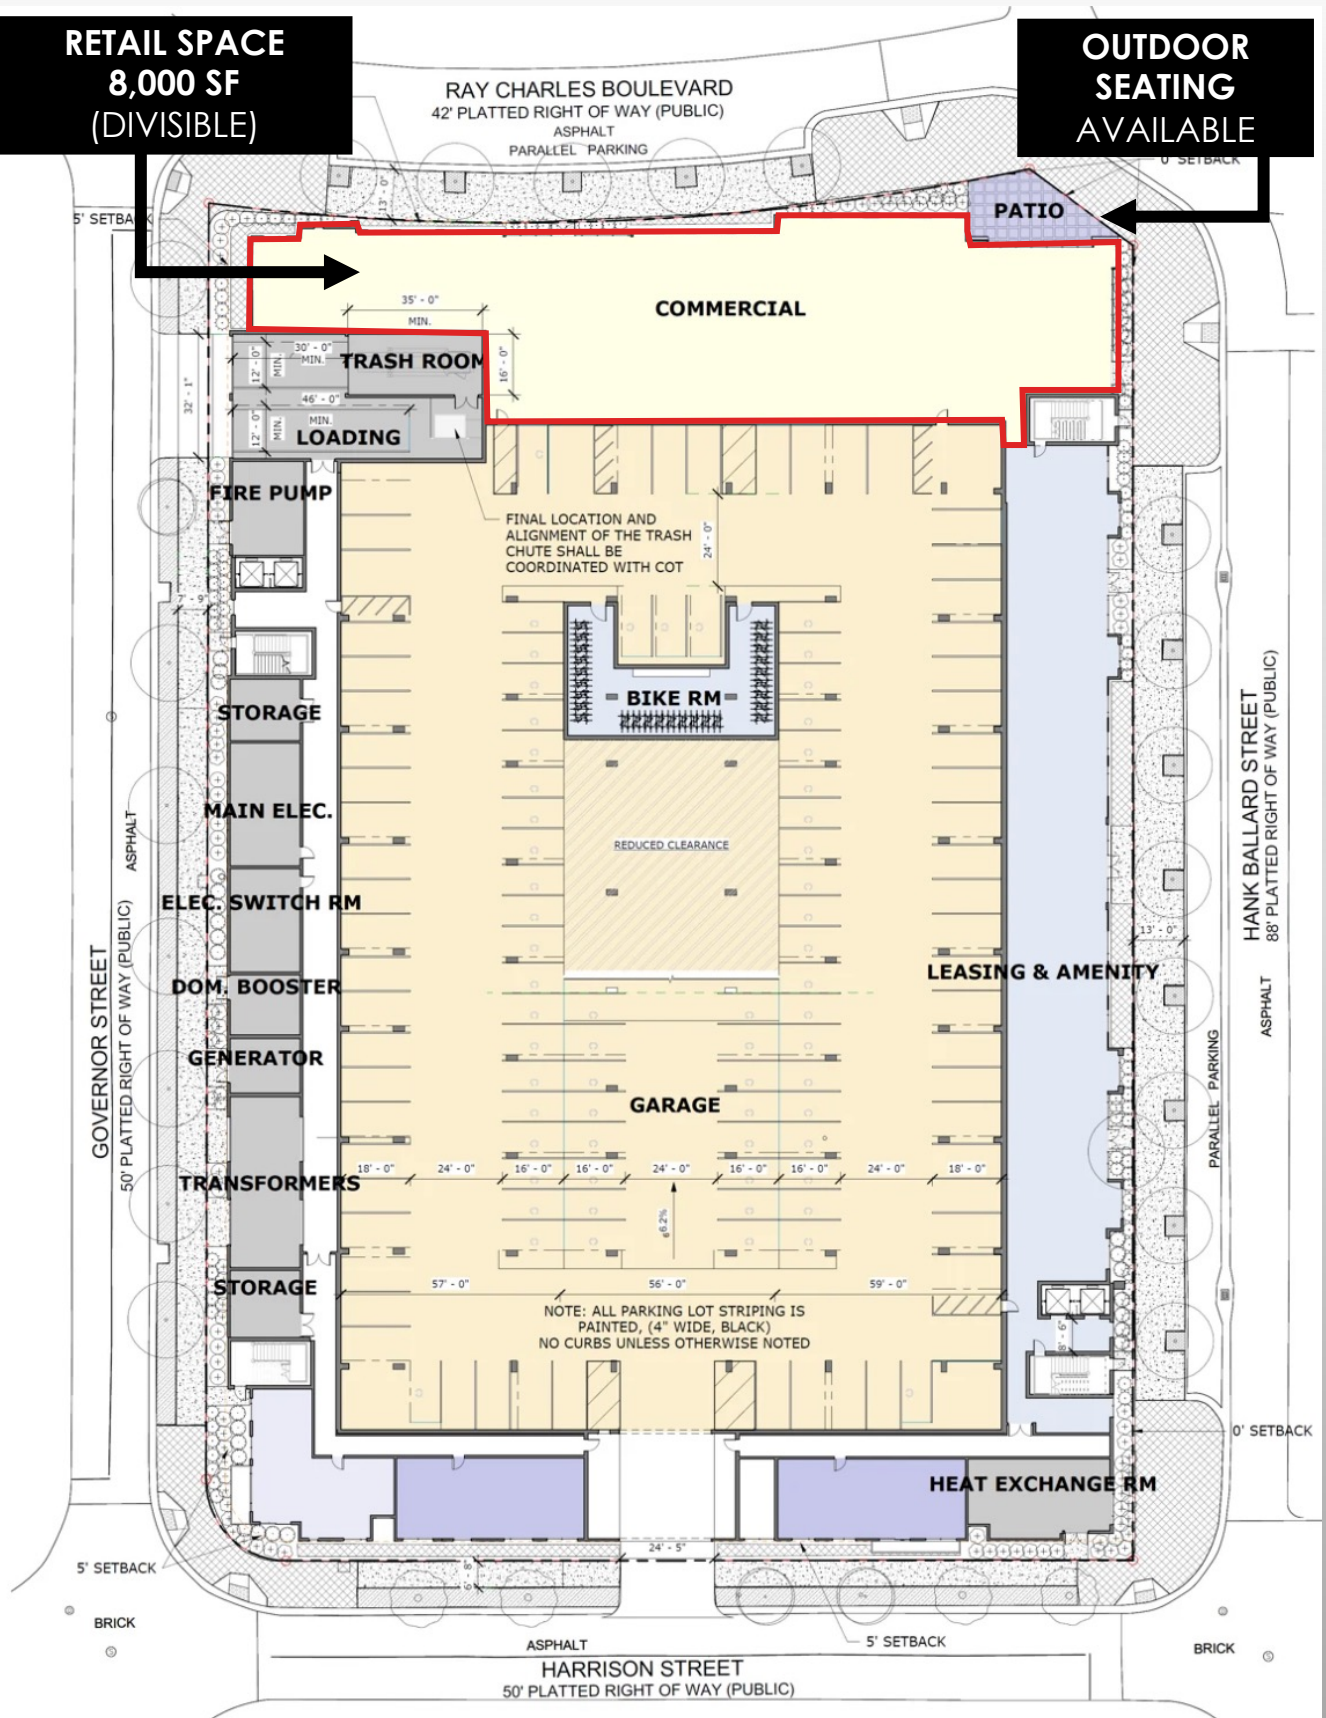 RETAIL SPACE
8,000 SF
(DIVISIBLE)
OUTDOOR
SEATING
AVAILABLE
RAY CHARLES BOULEVARD
42' PLATTED RIGHT OF WAY (PUBLIC)
ASPHALT
PARALLEL PARKING
0' SETBACK
13' - 0"
5' SETBACK
PATIO
35' - 0"
MIN.
COMMERCIAL
30' - 0"
MIN.
TRASH ROOM
12' - 0"
MIN.
16' - 0"
32' - 1"
46' - 0"
MIN.
12' - 0"
MIN.
LOADING
FIRE PUMP
FINAL LOCATION AND
ALIGNMENT OF THE TRASH
CHUTE SHALL BE
COORDINATED WITH COT
24' - 0"
7' - 9"
BIKE RM
STORAGE
MAIN ELEC.
REDUCED CLEARANCE
ASPHALT
ELEC. SWITCH RM
HANK BALLARD STREET
88' PLATTED RIGHT OF WAY (PUBLIC)
13' - 0"
LEASING & AMENITY
DOM. BOOSTER
ASPHALT
GOVERNOR STREET
50' PLATTED RIGHT OF WAY (PUBLIC)
GENERATOR
GARAGE
PARALLEL PARKING
18' - 0"
24' - 0"
16' - 0"
16' - 0"
24' - 0"
16' - 0"
16' - 0"
24' - 0"
18' - 0"
TRANSFORMERS
6.2%
STORAGE
57' - 0"
56' - 0"
59' - 0"
NOTE: ALL PARKING LOT STRIPING IS
PAINTED, (4" WIDE, BLACK)
NO CURBS UNLESS OTHERWISE NOTED
8' - 6"
0' SETBACK
HEAT EXCHANGE RM
24' - 5"
5' SETBACK
6' - 8"
BRICK
ASPHALT
5' SETBACK
BRICK
HARRISON STREET
50' PLATTED RIGHT OF WAY (PUBLIC)